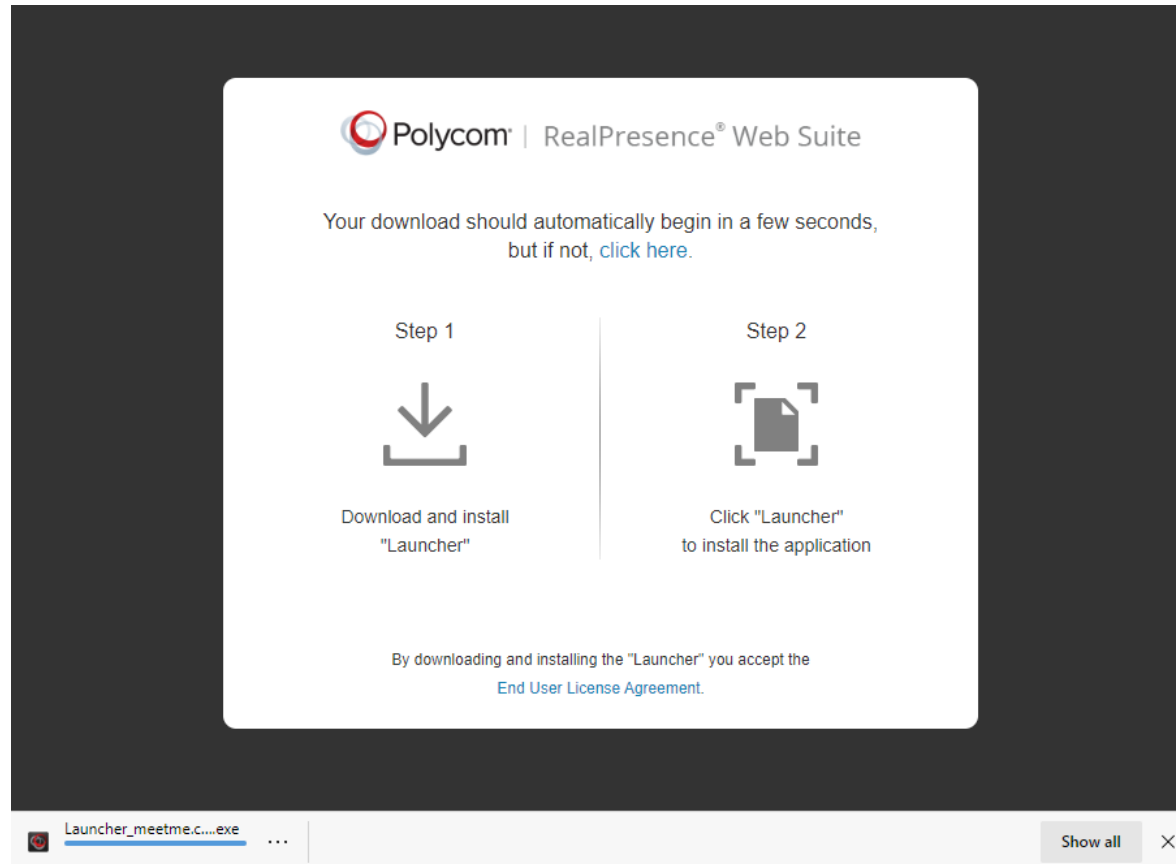 Polycom | RealPresence® Web Suite
Your download should automatically begin in a few seconds,
but if not, click here.
Step 1
Download and install
"Launcher"
Step 2
Click "Launcher"
to install the application
By downloading and installing the "Launcher" you accept the
End User License Agreement.
Launcher_meetme.c....exe
...
Show all